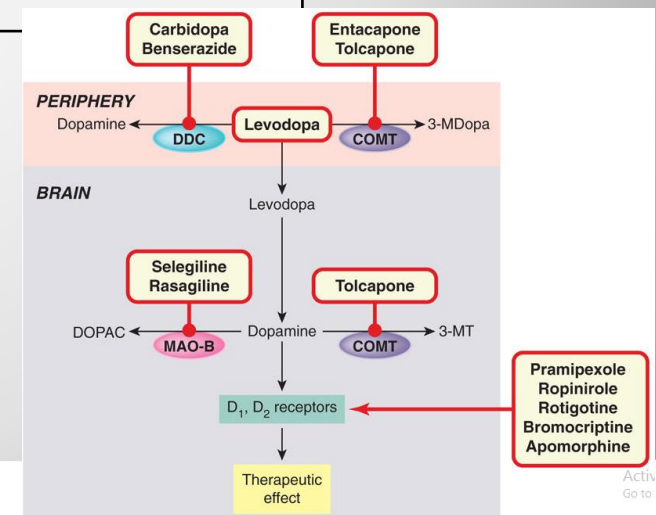 Carbidopa
Benserazide
Entacapone
Tolcapone
PERIPHERY
Dopamine
DDC
Levodopa
COMT
3-MDopa
BRAIN
Levodopa
Selegiline
Rasagiline
Tolcapone
DOPAC
MAO-B
Dopamine
COMT
3-MT
Pramipexole
Ropinirole
Rotigotine
Bromocriptine
Apomorphine
D1, D2 receptors
Therapeutic
effect
Activ
Go to